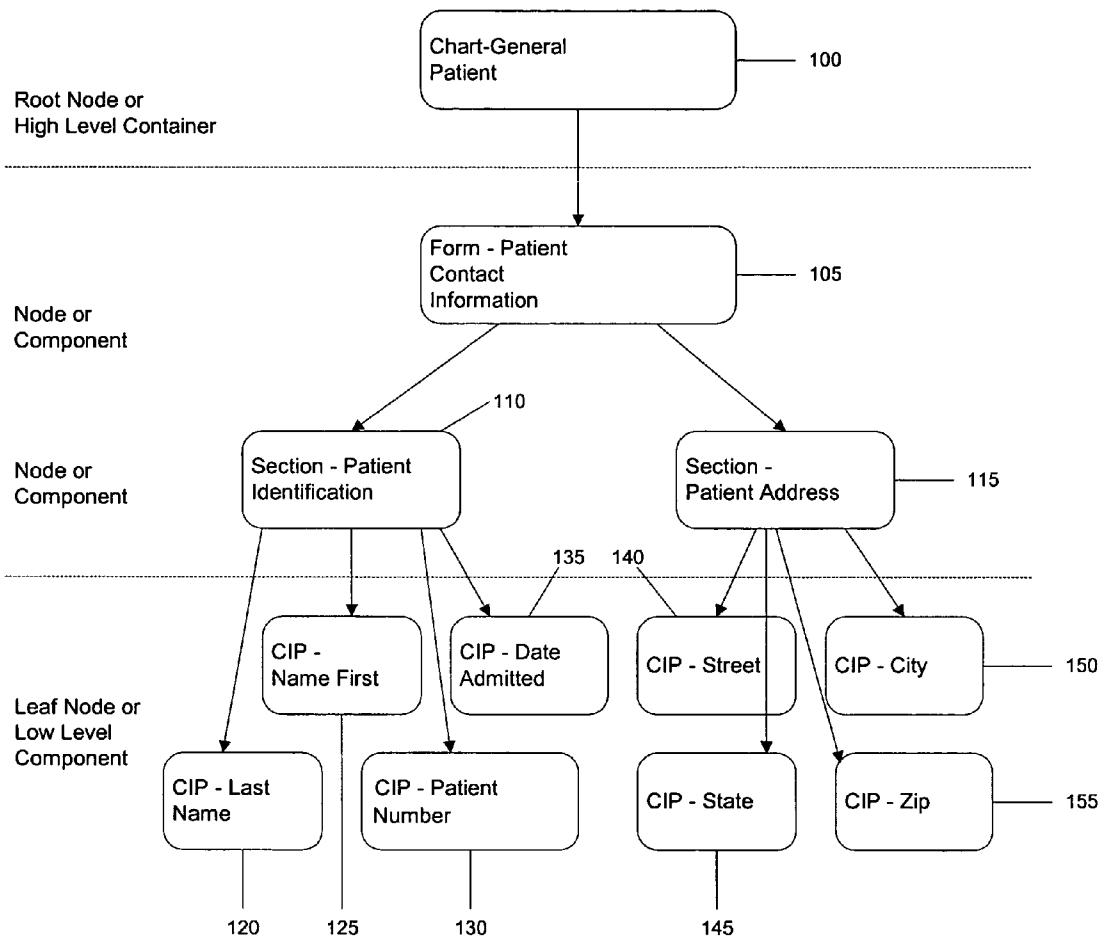 Chart-General
Patient
100
Root Node or
High Level Container
Form - Patient
Contact
Information
105
Node or
Component
110
Section - Patient
Identification
Section -
Patient Address
115
Node or
Component
135
140
CIP -
Name First
CIP - Date
Admitted
CIP - Street
CIP - City
150
Leaf Node or
Low Level
Component
CIP - Last
Name
CIP - Patient
Number
CIP - State
CIP - Zip
155
120
125
130
145